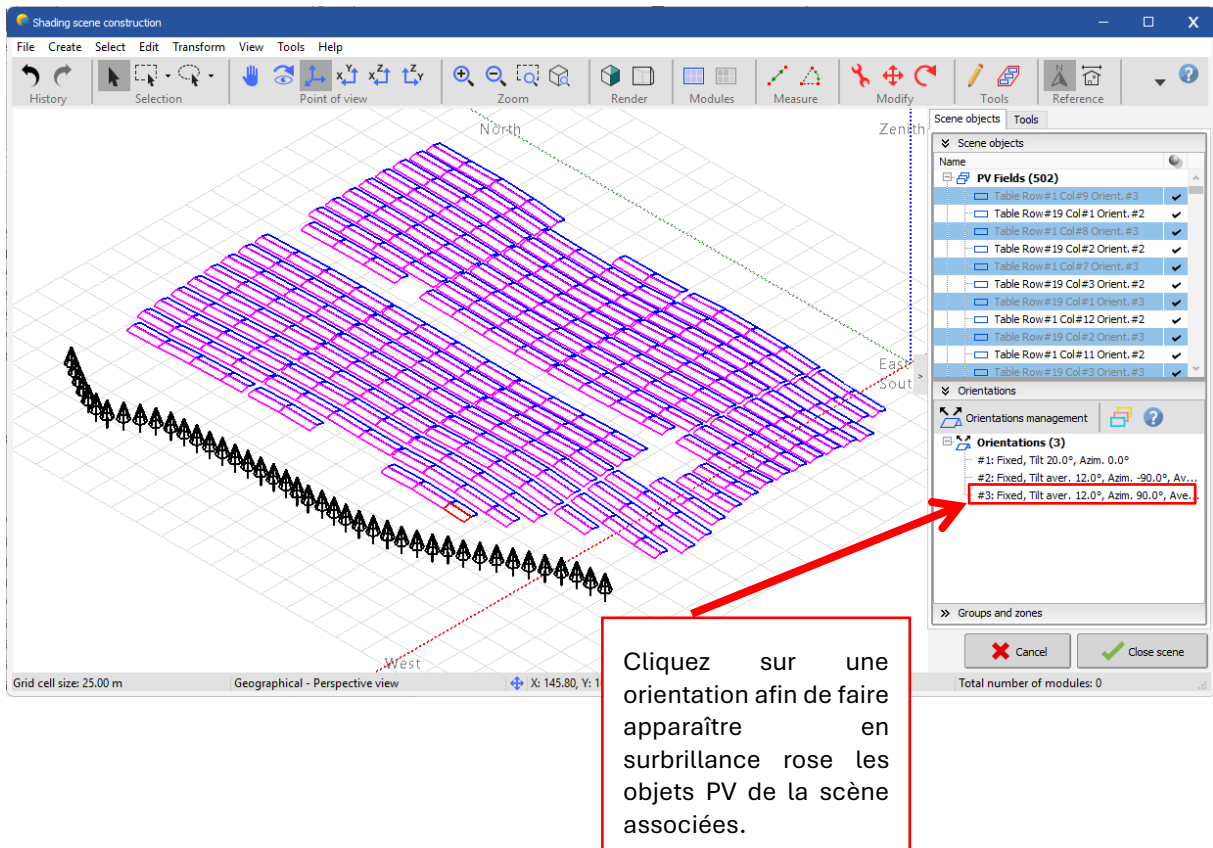 Shading scene construction
File Create Select Edit Transform View Tools Help
History Selection Point of view Zoom Render Modules Measure Modify Tools Reference
North
Zenith
East
Sout
West
Scene objects Tools
Scene objects
Name
PV Fields (502)
Table Row#1 Col#9 Orient. #3
Table Row#19 Col#1 Orient. #2
Table Row#1 Col#8 Orient. #3
Table Row#19 Col#2 Orient. #2
Table Row#1 Col#7 Orient. #3
Table Row#19 Col#3 Orient. #2
Table Row#19 Col#1 Orient. #3
Table Row#1 Col#12 Orient. #2
Table Row#19 Col#2 Orient. #3
Table Row#1 Col#11 Orient. #2
Table Row#19 Col#3 Orient. #3
Orientations
Orientations management
Orientations (3)
#1: Fixed, Tilt 20.0°, Azim. 0.0°
#2: Fixed, Tilt aver. 12.0°, Azim. -90.0°, Av...
#3: Fixed, Tilt aver. 12.0°, Azim. 90.0°, Ave...
Groups and zones
Cancel Close scene
Grid cell size: 25.00 m Geographical - Perspective view X: 145.80, Y: 1 Total number of modules: 0
Cliquez sur une
orientation afin de faire
apparaître en
surbrillance rose les
objets PV de la scène
associées.